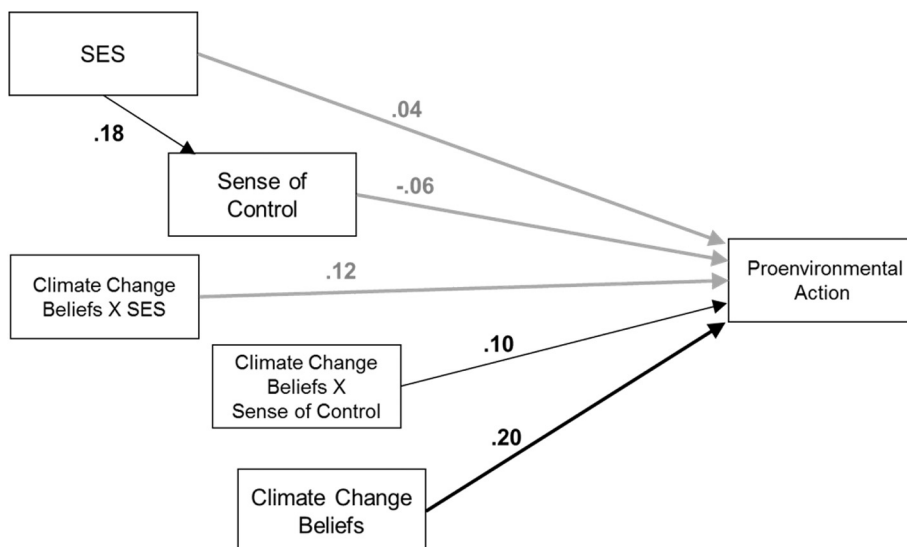 SES
.04
.18
Sense of
Control
-.06
Climate Change
Beliefs X SES
.12
Proenvironmental
Action
Climate Change
Beliefs X
Sense of Control
.10
.20
Climate Change
Beliefs